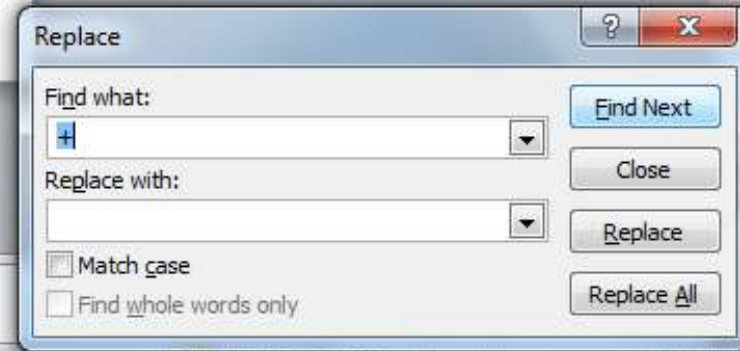 Replace
?
X
Find what:
+
Find Next
Close
Replace with:
Replace
Match case
Find whole words only
Replace All